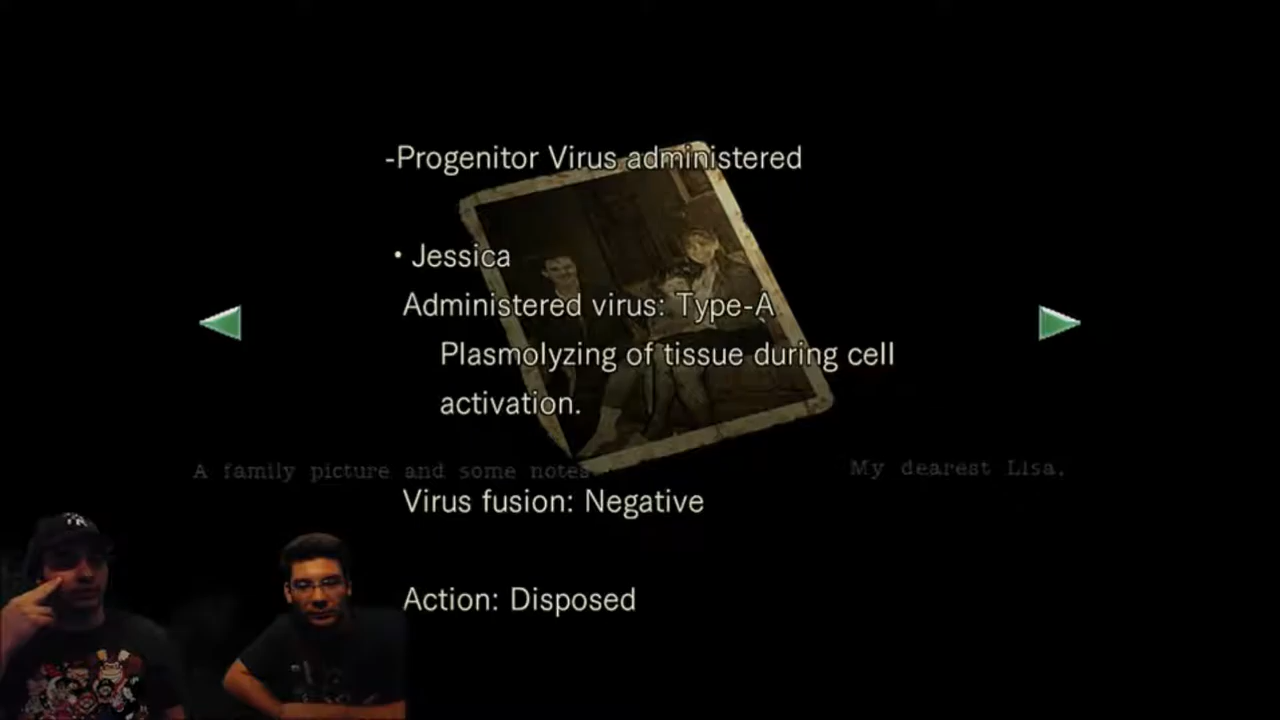 -Progenitor Virus administered
・Jessica
Administered virus: Type-A
Plasmolyzing of tissue during cell
activation.
A family picture and some notes
My dearest Lisa.
Virus fusion: Negative
Action: Disposed